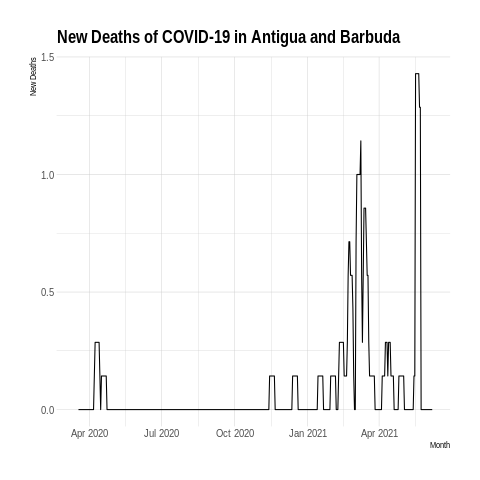 New Deaths of COVID-19 in Antigua and Barbuda
New Deaths
1.5
1.0
0.5
0.0
Apr 2020 Jul 2020 Oct 2020 Jan 2021 Apr 2021
Month